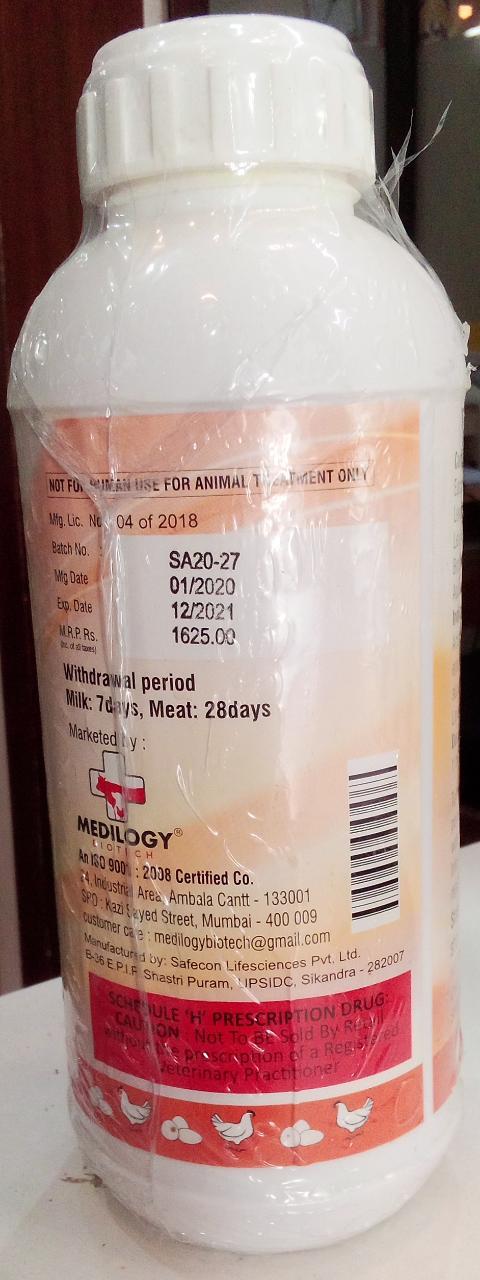 NOT FOR HUMAN USE FOR ANIMAL TREATMENT ONLY
Mfg. Lic. No 04 of 2018
Batch No. : SA20-27
Mfg Date 01/2020
Exp. Date 12/2021
M.R.P. Rs. 1625.00
(Inc. of all taxes)
Withdrawal period
Milk: 7days, Meat: 28days
Marketed by :
MEDILOGY®
BIOTECH
An ISO 9001 : 2008 Certified Co.
Industrial Area, Ambala Cantt - 133001
SPO : Kazi Sayed Street, Mumbai - 400 009
customer care : medilogybiotech@gmail.com
Manufactured by: Safecon Lifesciences Pvt. Ltd.
B-36 E.P.I.P. Shastri Puram, UPSIDC, Sikandra - 282007
SCHEDULE 'H' PRESCRIPTION DRUG:
CAUTION : Not To BE Sold By Retail
without the prescription of a Registered
Veterinary Practitioner